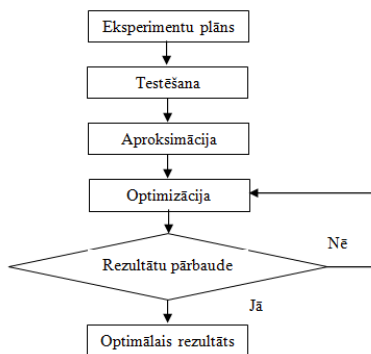 Eksperimentu plāns
Testēšana
Aproksimācija
Optimizācija
Nē
Rezultātu pārbaude
Jā
Optimālais rezultāts